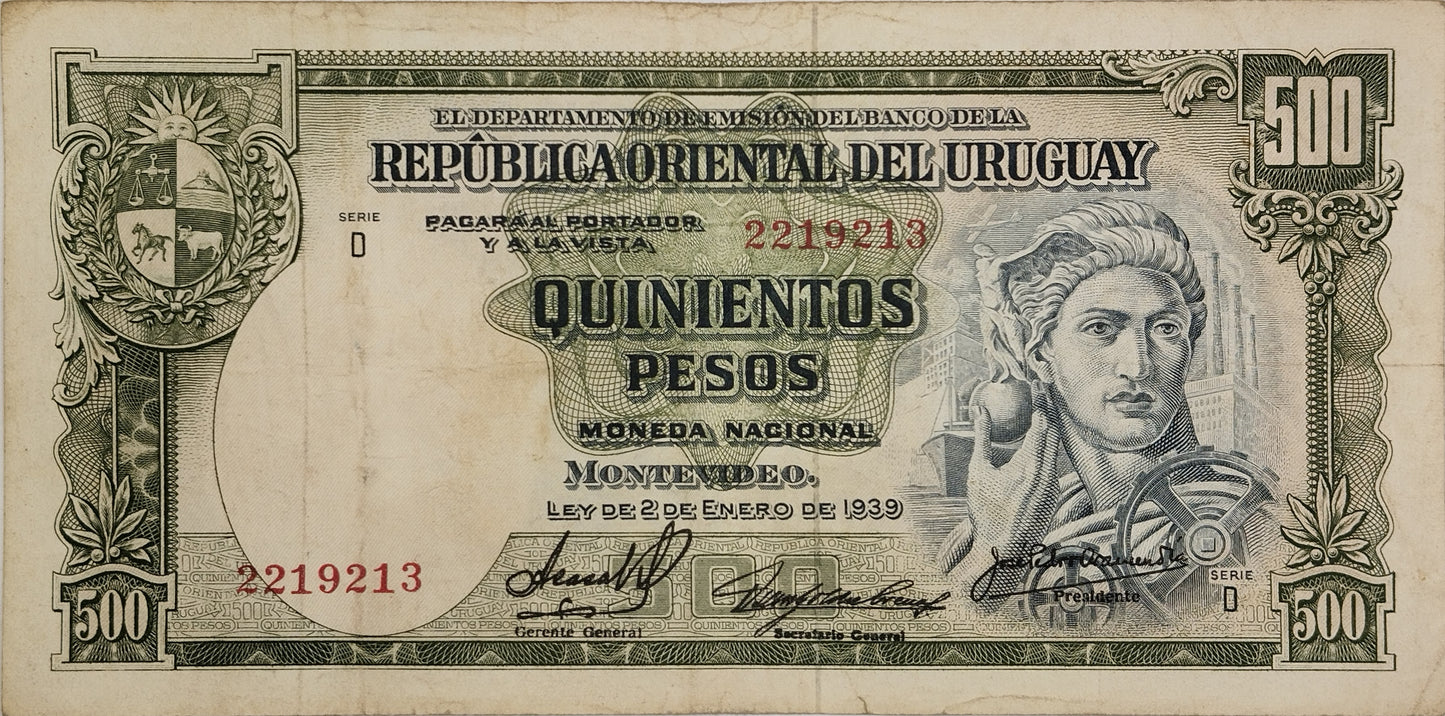 500
EL DEPARTAMENTO DE EMISIÓN DEL BANCO DE LA
REPÚBLICA ORIENTAL DEL URUGUAY
SERIE
D
PAGARÁ AL PORTADOR
Y A LA VISTA
2219213
QUINIENTOS
PESOS
MONEDA NACIONAL
MONTEVIDEO.
LEY DE 2 DE ENERO DE 1939
2219213
500
Gerente General
Secretario General
Presidente
SERIE
D
500